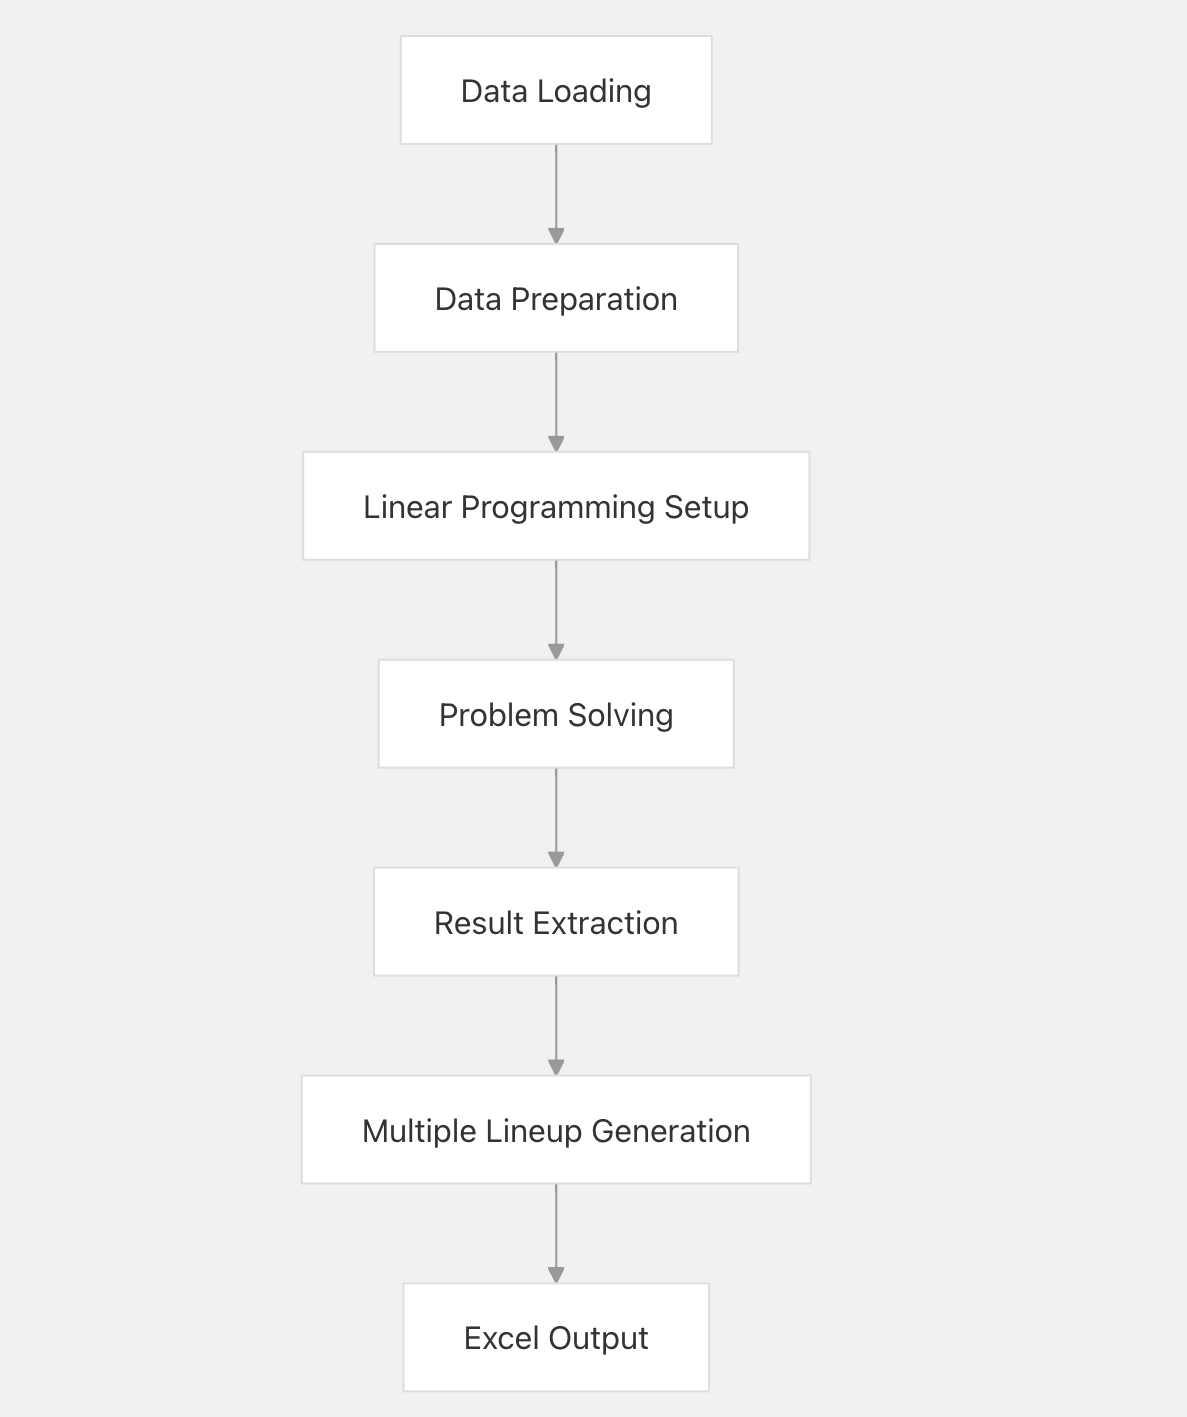 Data Loading
Data Preparation
Linear Programming Setup
Problem Solving
Result Extraction
Multiple Lineup Generation
Excel Output